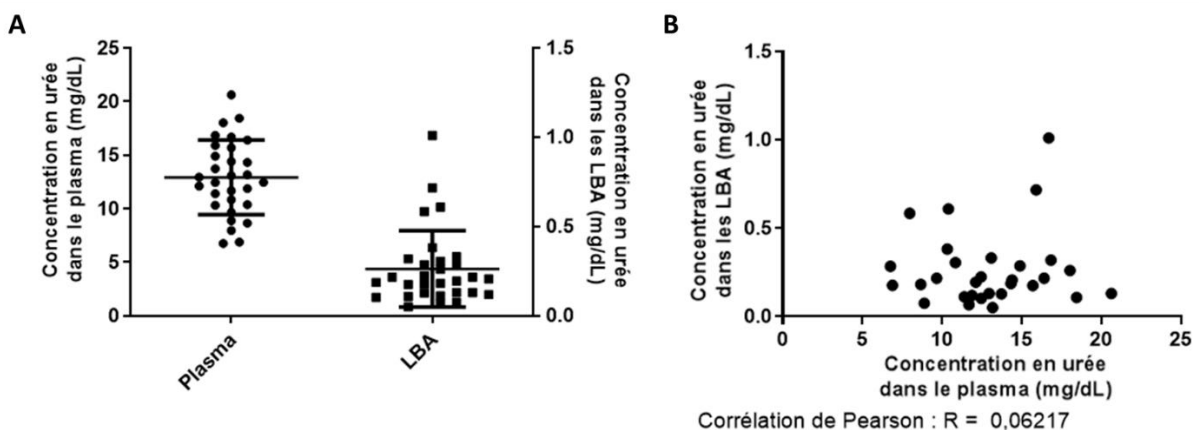 A
Concentration en urée
dans le plasma (mg/dL)
25
20
15
10
5
0
1.5
1.0
0.5
0.0
Concentration en urée
dans les LBA (mg/dL)
Plasma
LBA
B
Concentration en urée
dans les LBA (mg/dL)
1.5
1.0
0.5
0.0
0
5
10
15
20
25
Concentration en urée
dans le plasma (mg/dL)
Corrélation de Pearson : R = 0,06217